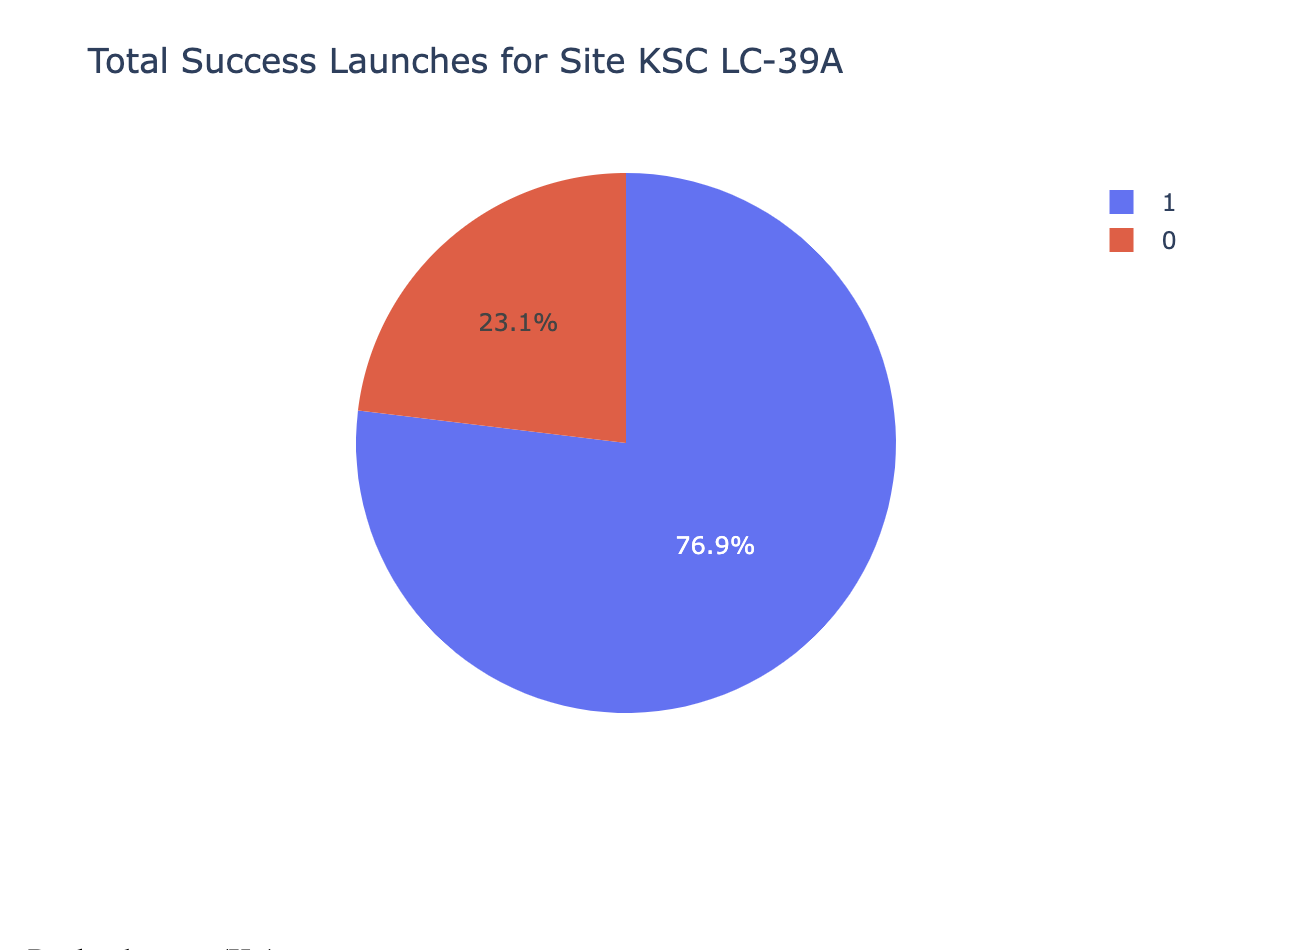 Total Success Launches for Site KSC LC-39A
1
0
23.1%
76.9%